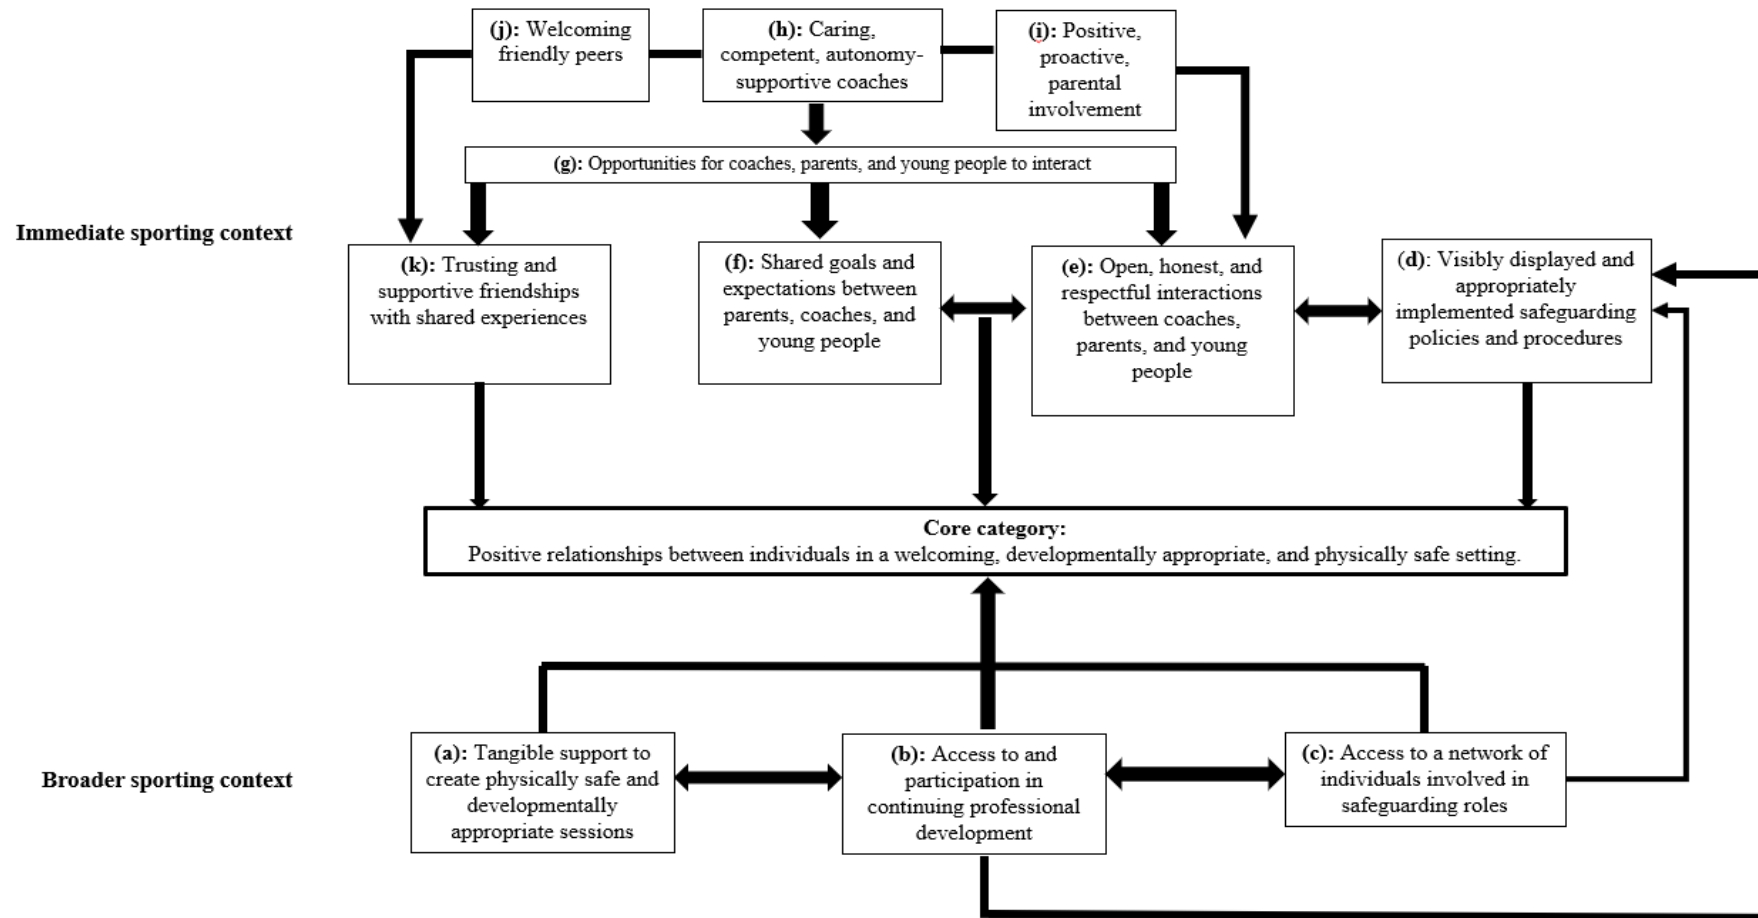 (j): Welcoming
friendly peers
(h): Caring,
competent, autonomy-
supportive coaches
(i): Positive,
proactive,
parental
involvement
(g): Opportunities for coaches, parents, and young people to interact
Immediate sporting context
(k): Trusting and
supportive friendships
with shared experiences
(f): Shared goals and
expectations between
parents, coaches, and
young people
(e): Open, honest, and
respectful interactions
between coaches,
parents, and young
people
(d): Visibly displayed and
appropriately
implemented safeguarding
policies and procedures
Core category:
Positive relationships between individuals in a welcoming, developmentally appropriate, and physically safe setting.
Broader sporting context
(a): Tangible support to
create physically safe and
developmentally
appropriate sessions
(b): Access to and
participation in
continuing professional
development
(c): Access to a network of
individuals involved in
safeguarding roles